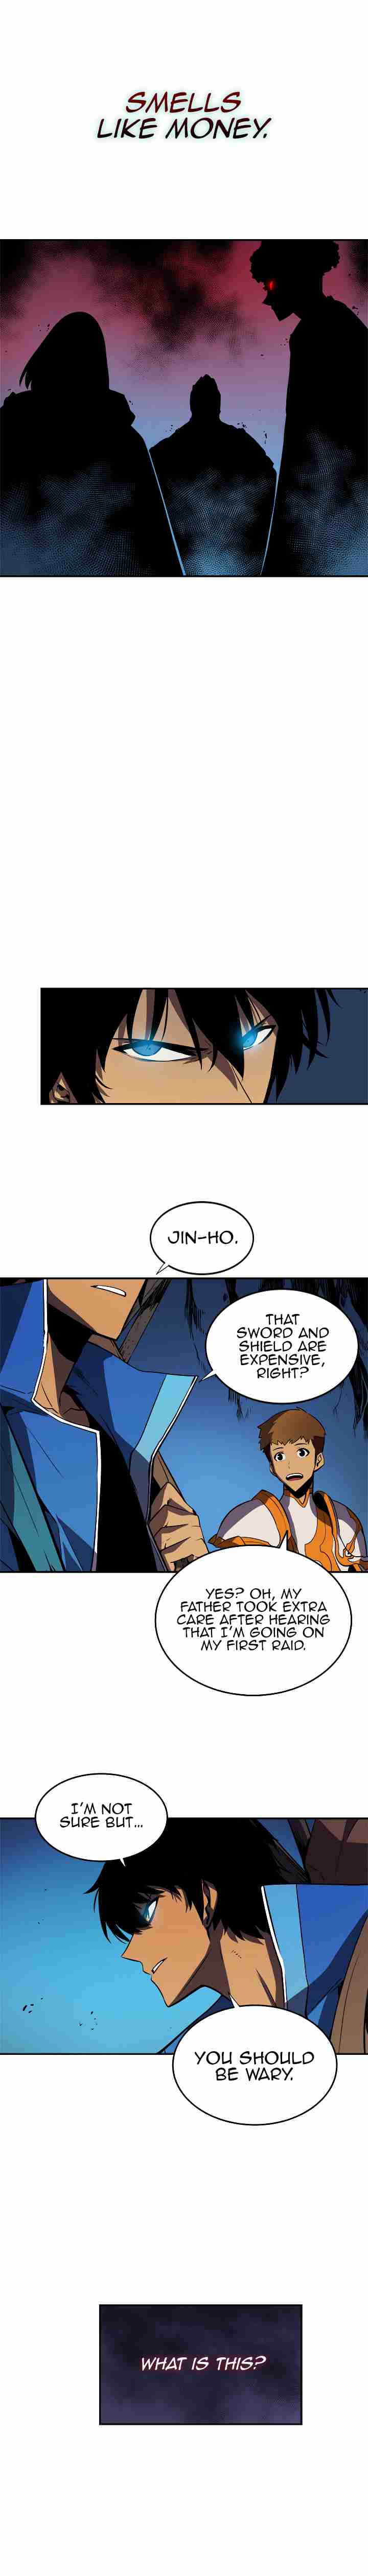 SMELLS
LIKE MONEY.
JIN-HO.
THAT
SWORD AND
SHIELD ARE
EXPENSIVE,
RIGHT?
YES? OH, MY
FATHER TOOK EXTRA
CARE AFTER HEARING
THAT I'M GOING ON
MY FIRST RAID.
I'M NOT
SURE BUT...
YOU SHOULD
BE WARY.
WHAT IS THIS?